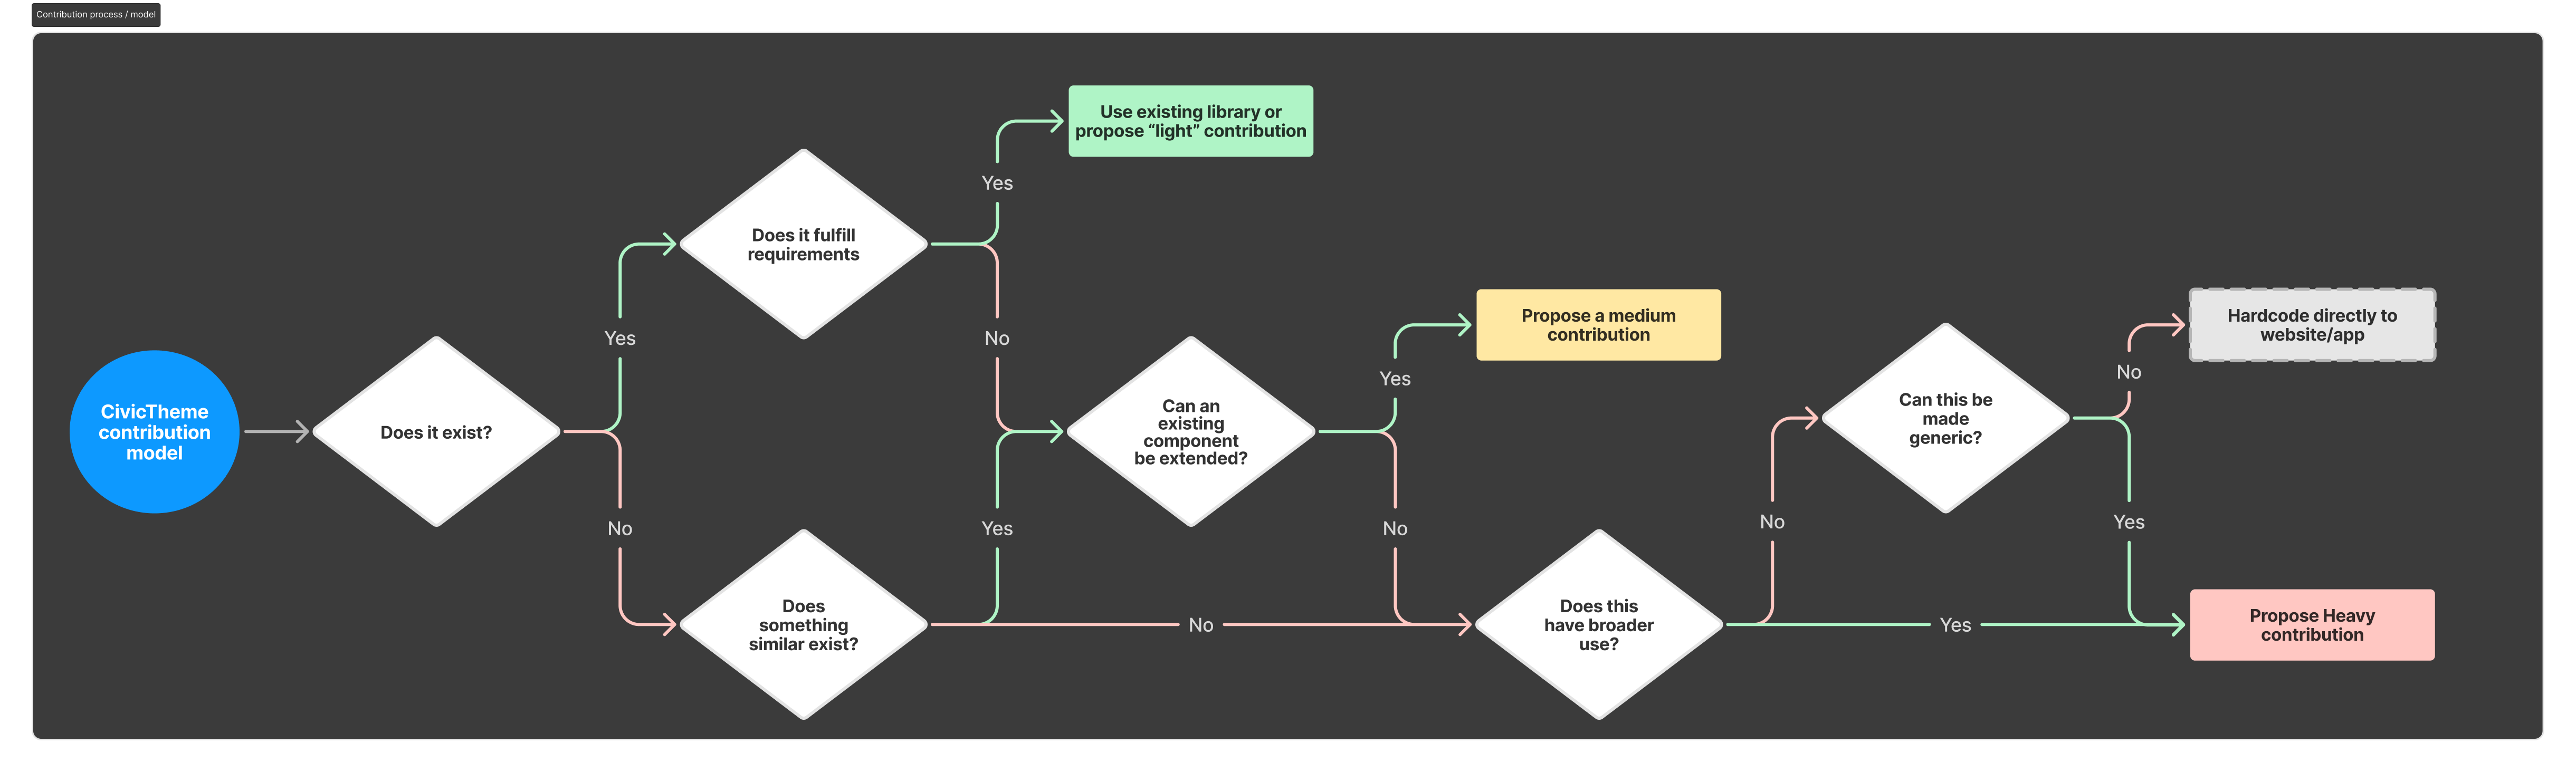 Contribution process / model
CivicTheme
contribution
model
Does it exist?
Yes
No
Does it fulfill
requirements
Does
something
similar exist?
Yes
No
Yes
No
Use existing library or
propose “light” contribution
Can an
existing
component
be extended?
Yes
No
Propose a medium
contribution
Does this
have broader
use?
No
Yes
Can this be
made
generic?
No
Yes
Hardcode directly to
website/app
Propose Heavy
contribution